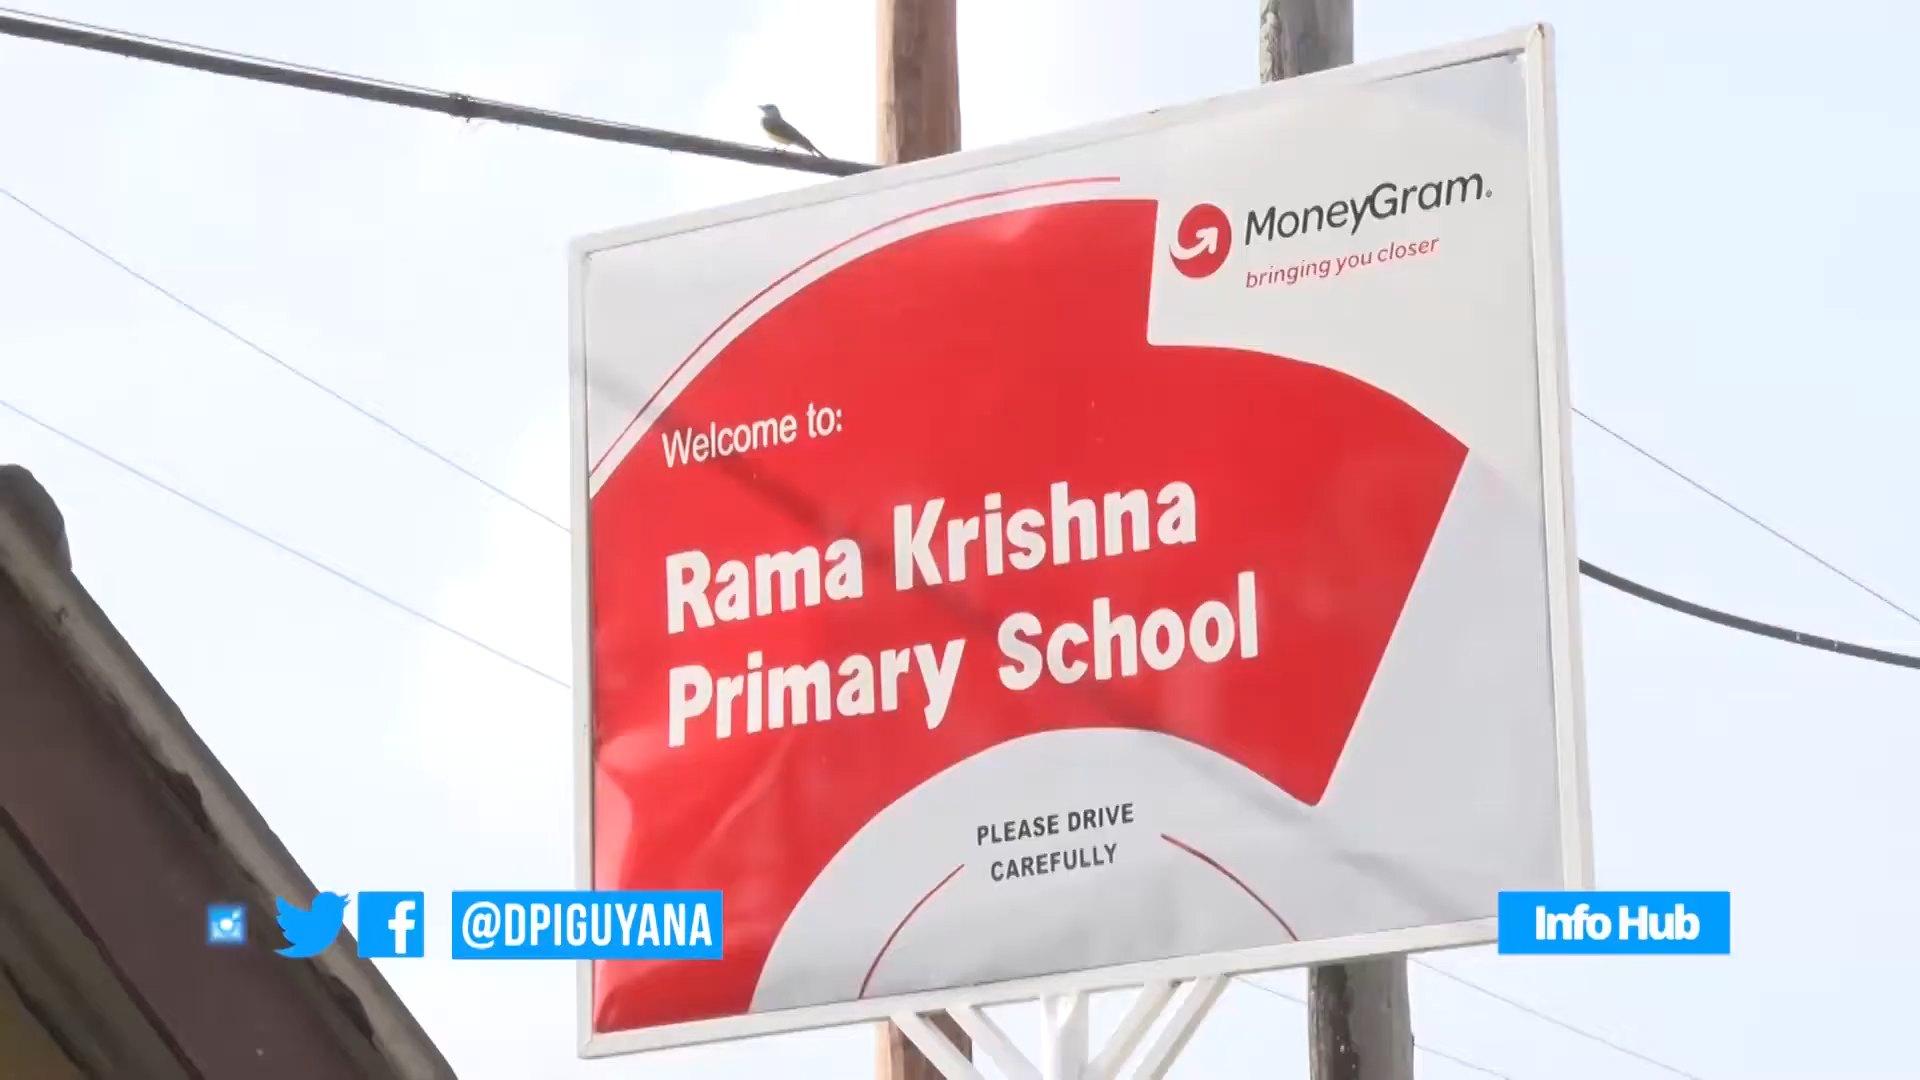 MoneyGram.
bringing you closer
Welcome to:
Rama Krishna
Primary School
PLEASE DRIVE
CAREFULLY
@DPIGUYANA
Info Hub